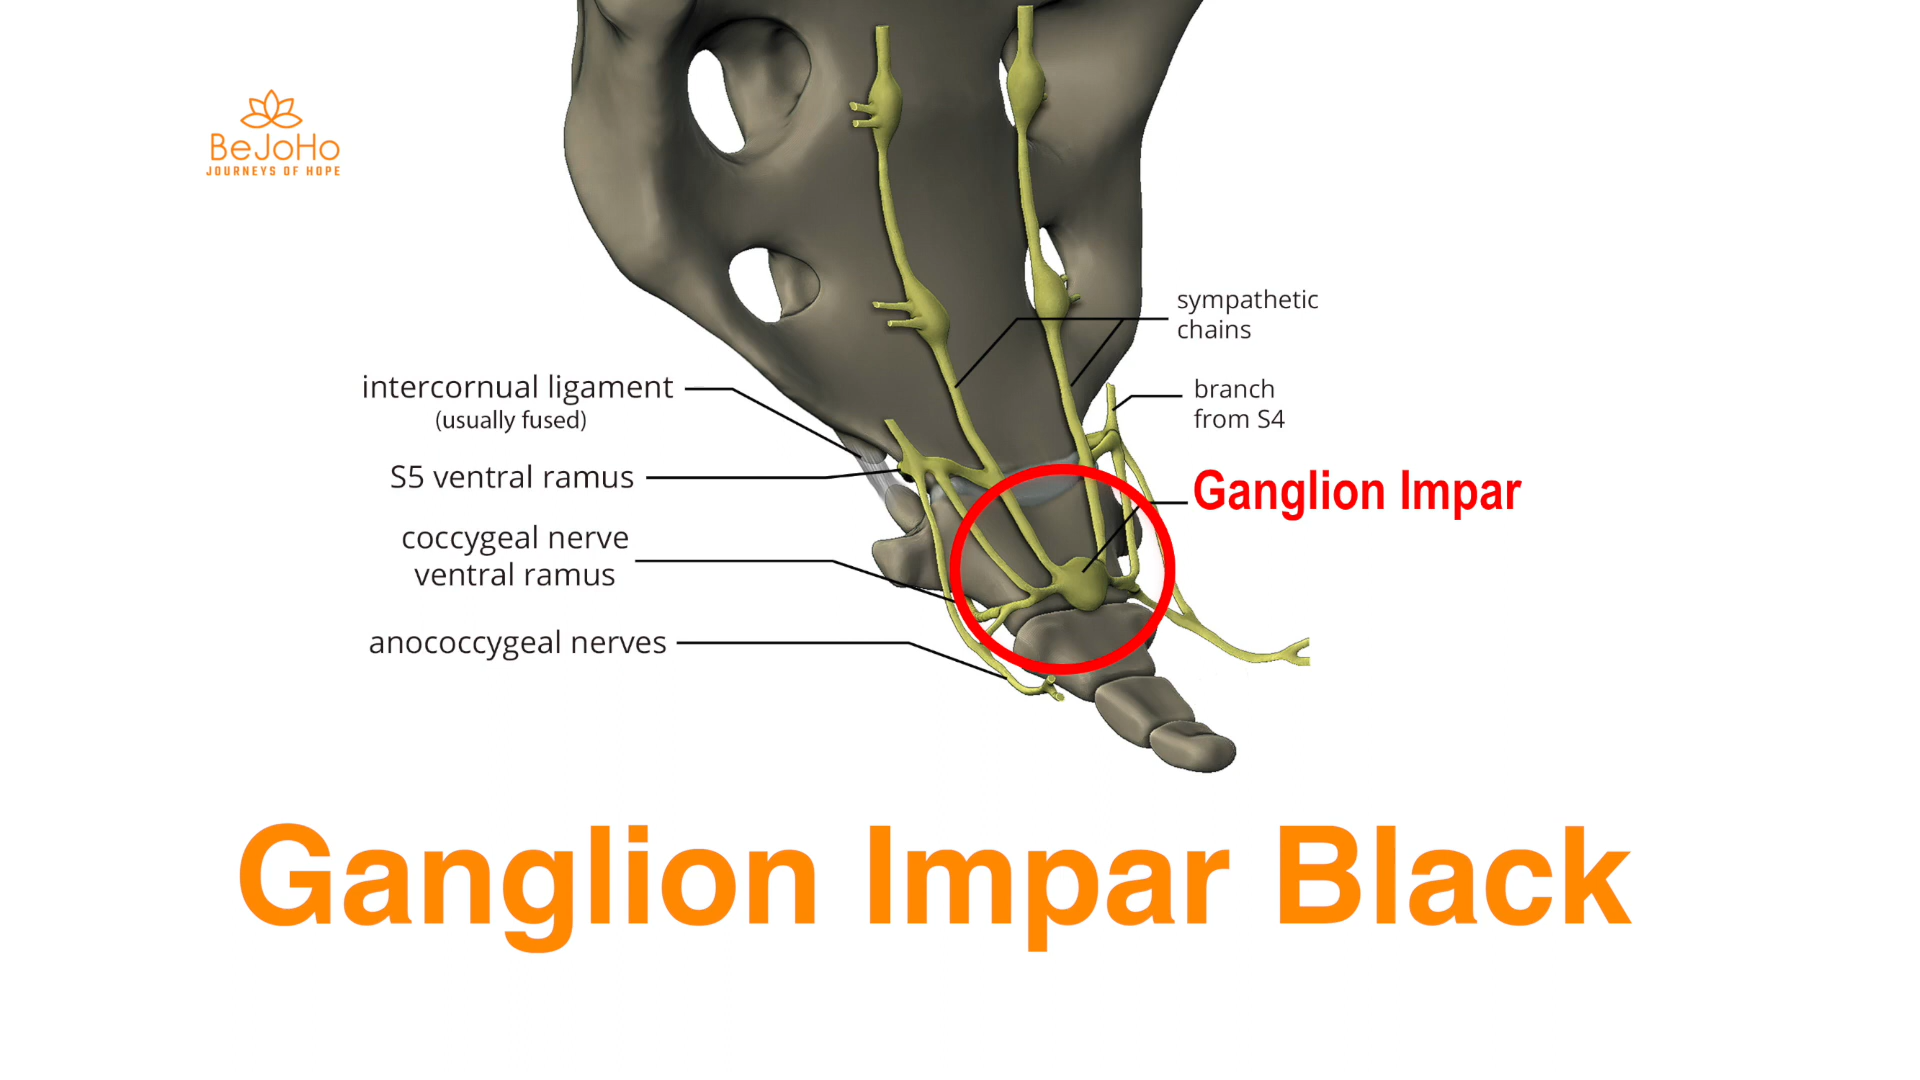 BeJoHo
JOURNEYS OF HOPE
sympathetic
chains
intercornual ligament
(usually fused)
branch
from S4
S5 ventral ramus
Ganglion Impar
coccygeal nerve
ventral ramus
anococcygeal nerves
Ganglion Impar Black